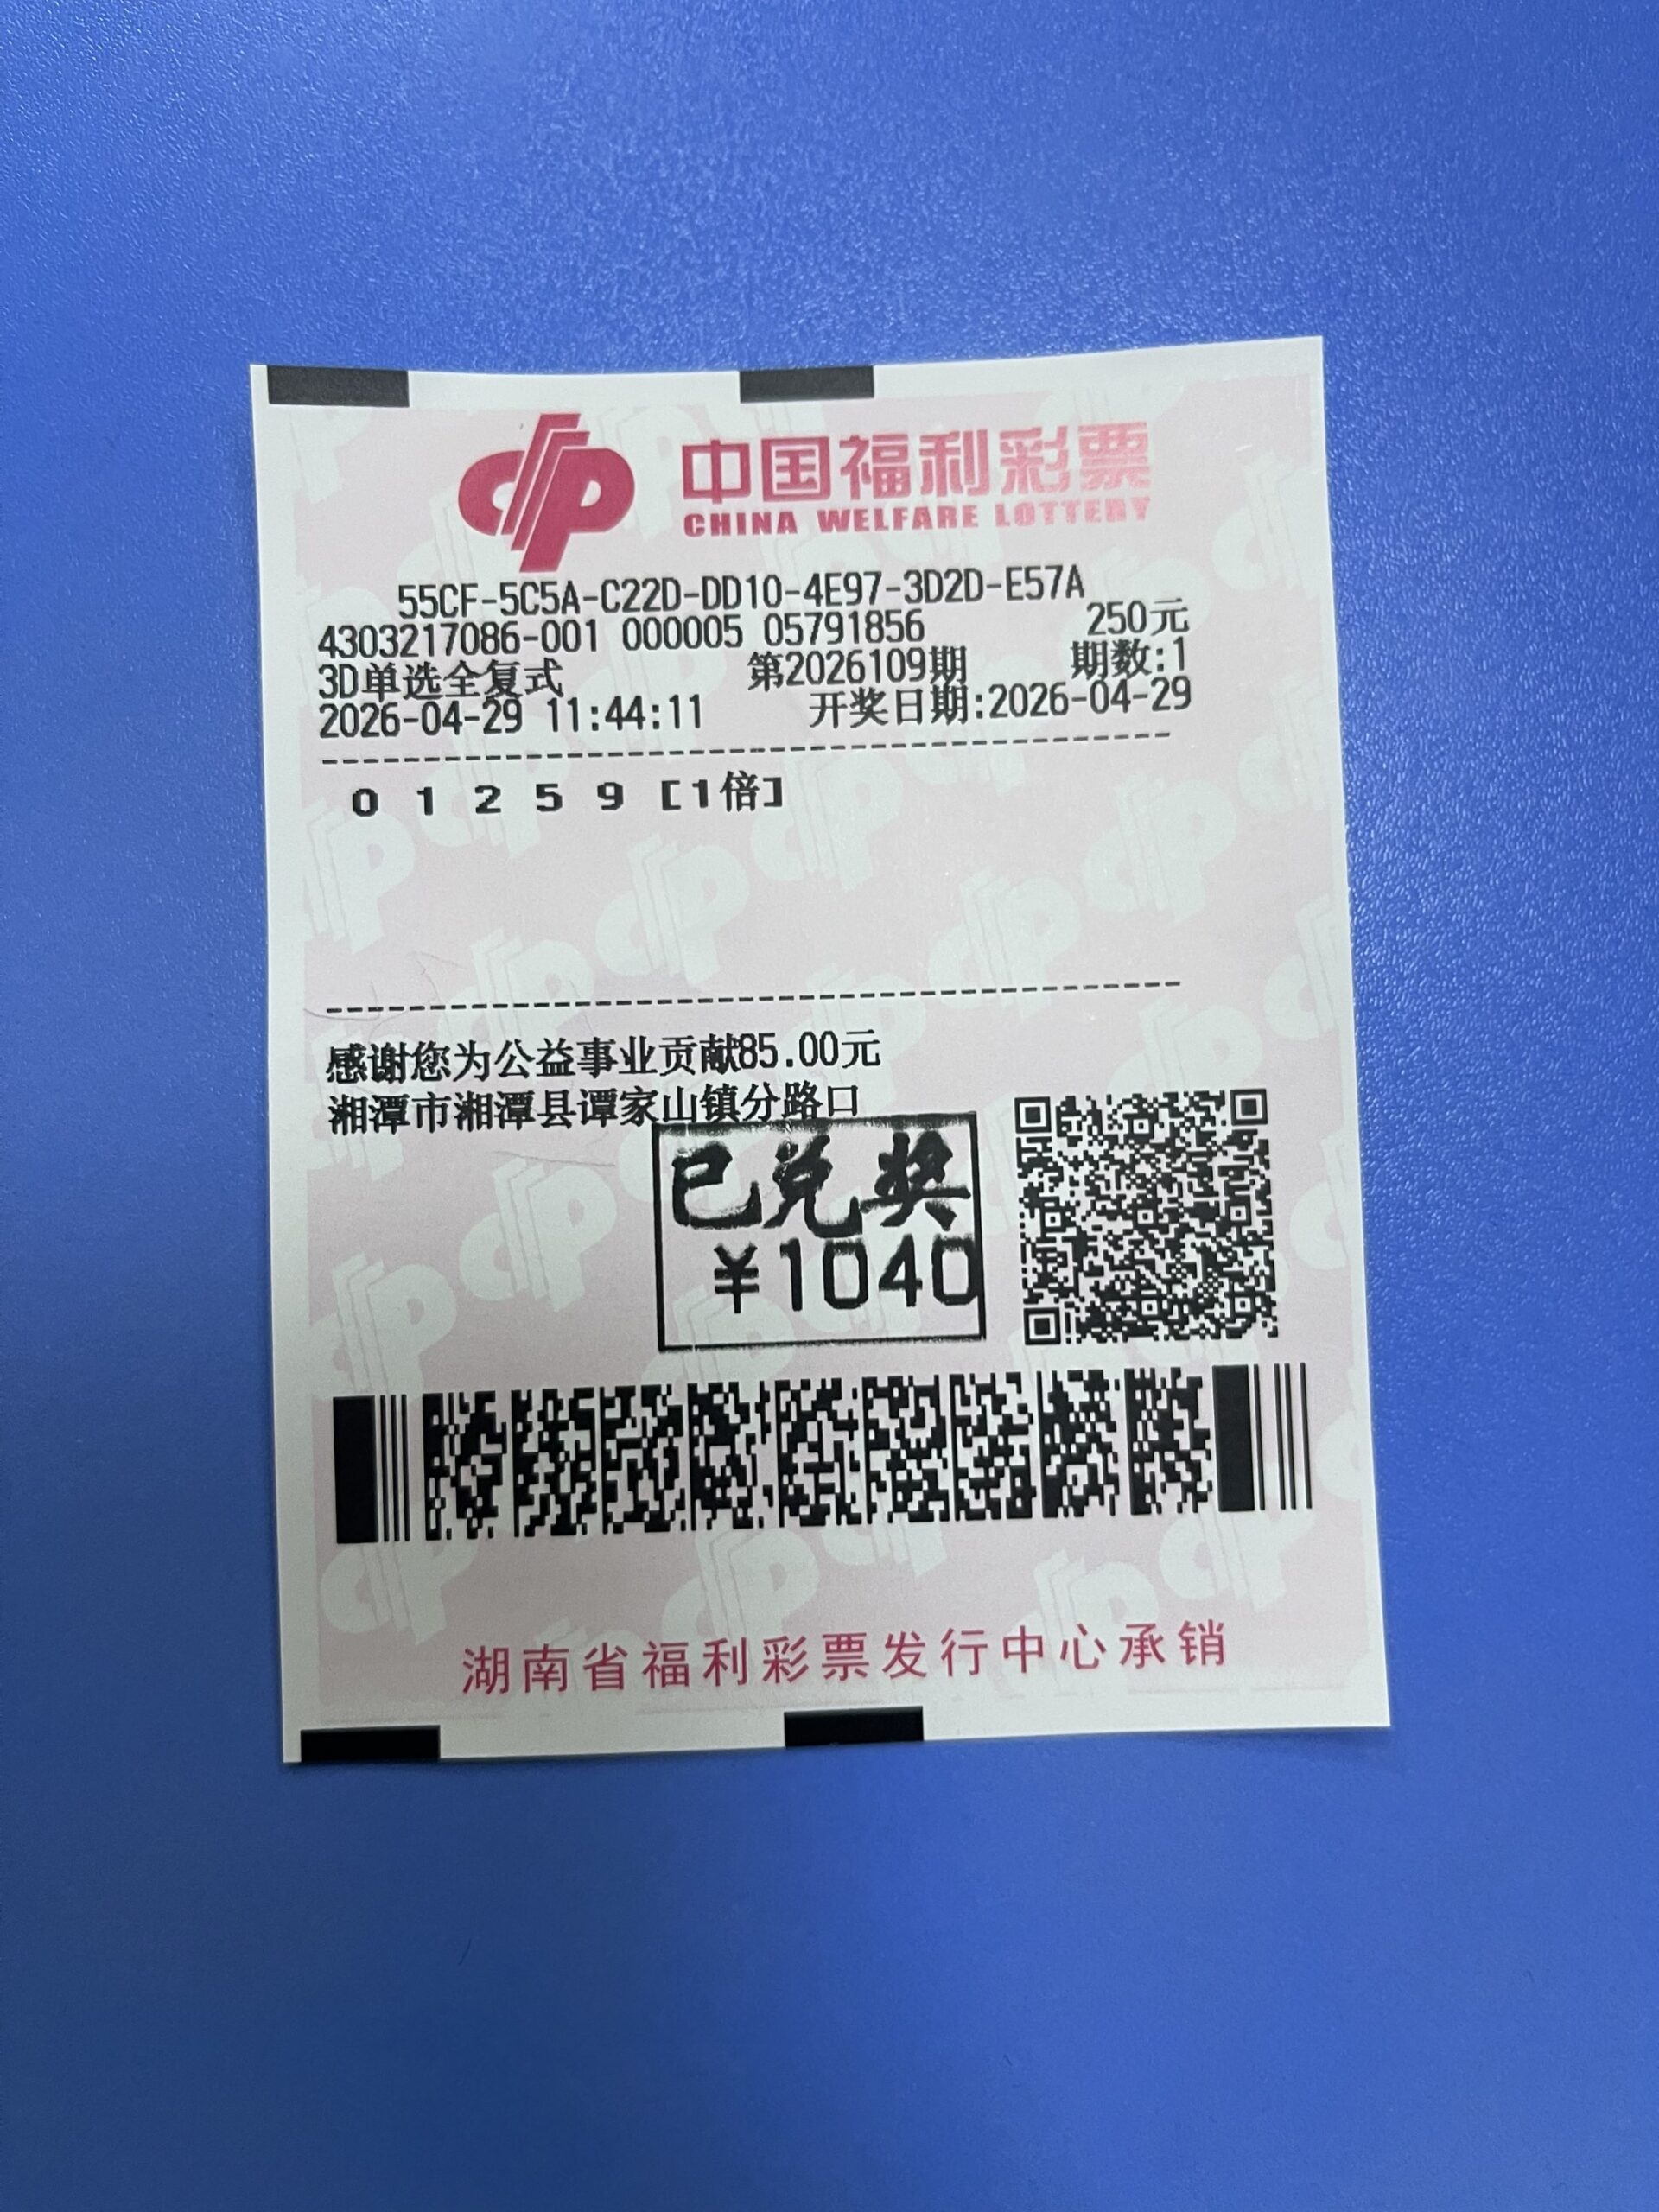 中国福利彩票
CHINA WELFARE LOTTERY
55CF-5C5A-C22D-DD10-4E97-3D2D-E57A
4303217086-001 000005 05791856 250元
3D单选全复式 第2026109期 期数:1
2026-04-29 11:44:11 开奖日期:2026-04-29
0 1 2 5 9 [1倍]
感谢您为公益事业贡献85.00元
湘潭市湘潭县谭家山镇分路口
已兑奖
¥1040
湖南省福利彩票发行中心承销